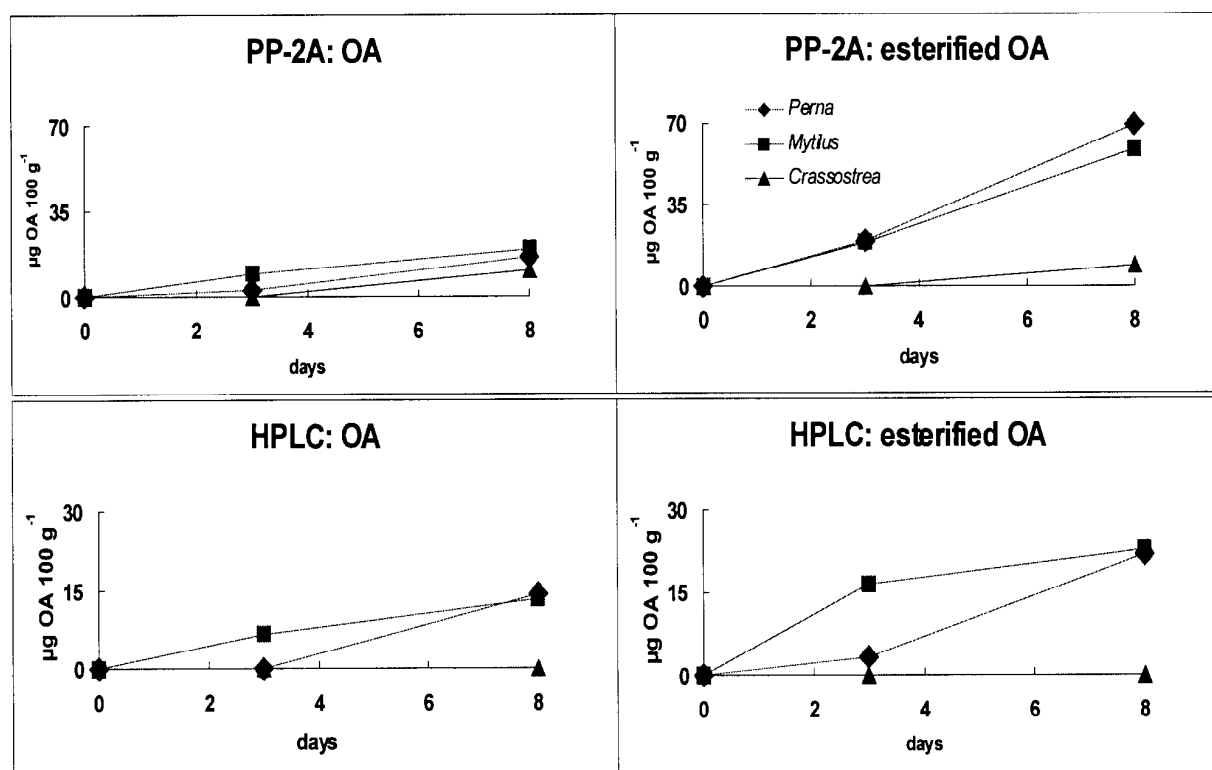 PP-2A: OA
µg OA 100 g⁻¹
70
35
0
0 2 4 6 8
days
PP-2A: esterified OA
Perna
Mytilus
Crassostrea
µg OA 100 g⁻¹
70
35
0
0 2 4 6 8
days
HPLC: OA
µg OA 100 g⁻¹
30
15
0
0 2 4 6 8
days
HPLC: esterified OA
µg OA 100 g⁻¹
30
15
0
0 2 4 6 8
days